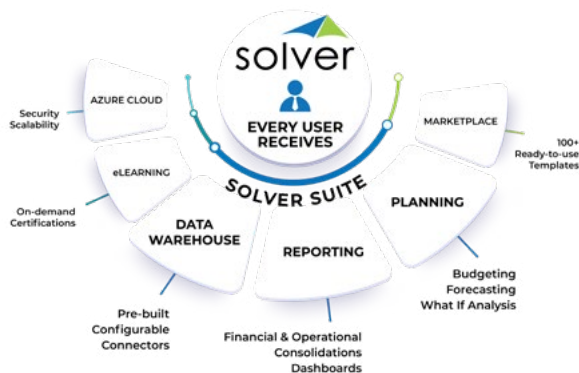 solver
EVERY USER
RECEIVES
SOLVER SUITE
AZURE CLOUD
Security
Scalability
eLEARNING
On-demand
Certifications
DATA
WAREHOUSE
Pre-built
Configurable
Connectors
REPORTING
Financial & Operational
Consolidations
Dashboards
PLANNING
Budgeting
Forecasting
What If Analysis
MARKETPLACE
100+
Ready-to-use
Templates